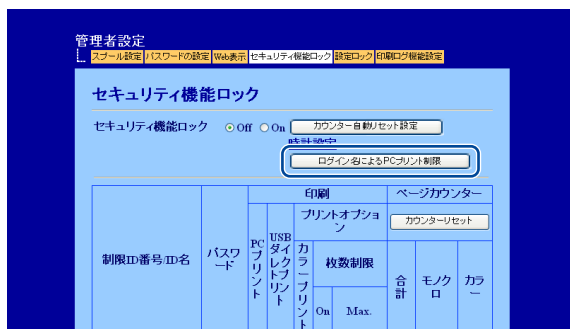 管理者設定
スプール設定 パスワードの設定 Web表示 セキュリティ機能ロック 設定ロック 印刷ログ機能設定
セキュリティ機能ロック
セキュリティ機能ロック Off On カウンター自動リセット設定
時計設定
ログイン名によるPCプリント制限
印刷 ページカウンター
プリントオプション カウンターリセット
制限ID番号/ID名 パスワード PCプリント USBダイレクトプリント カラープリント 枚数制限 合計 モノクロ カラー
On Max.